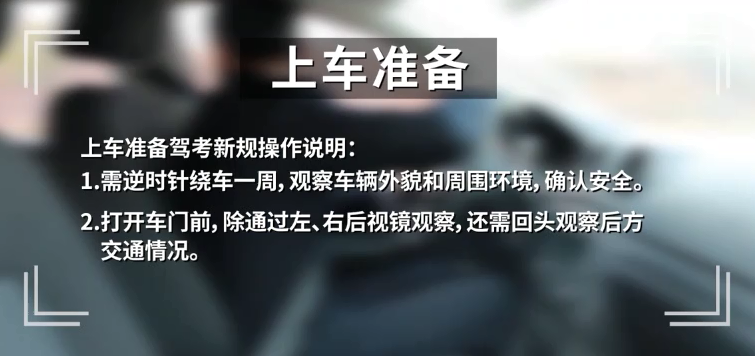 上车准备
上车准备驾考新规操作说明：
1.需逆时针绕车一周，观察车辆外貌和周围环境，确认安全。
2.打开车门前，除通过左、右后视镜观察，还需回头观察后方
交通情况。